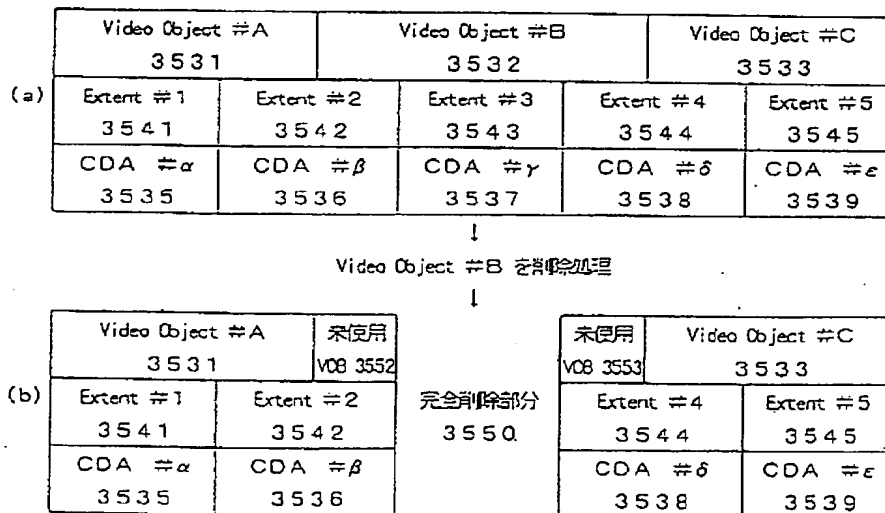 Video Object #A Video Object #B Video Object #C
3531 3532 3533
(a)
Extent #1 Extent #2 Extent #3 Extent #4 Extent #5
3541 3542 3543 3544 3545
CDA #α CDA #β CDA #γ CDA #δ CDA #ε
3535 3536 3537 3538 3539
↓
Video Object #B を削除処理
↓
Video Object #A 未使用 未使用 Video Object #C
3531 VOB 3552 VOB 3553 3533
(b)
Extent #1 Extent #2 完全削除部分 Extent #4 Extent #5
3541 3542 3550 3544 3545
CDA #α CDA #β CDA #δ CDA #ε
3535 3536 3538 3539